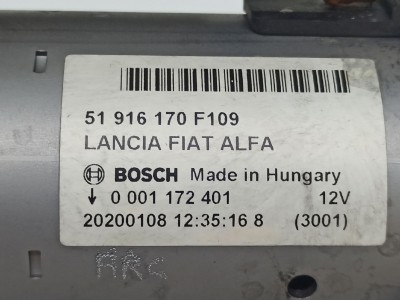 51 916 170 F109
LANCIA FIAT ALFA
BOSCH Made in Hungary
↓ 0 001 172 401 12V
20200108 12:35:16 8 (3001)